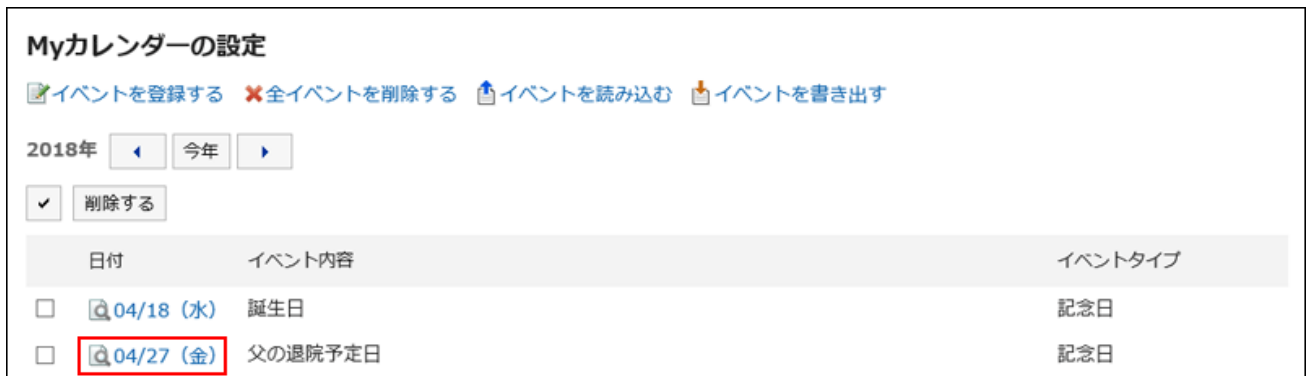 Myカレンダーの設定
イベントを登録する 全イベントを削除する イベントを読み込む イベントを書き出す
2018年 今年
削除する
日付 イベント内容 イベントタイプ
04/18（水） 誕生日 記念日
04/27（金） 父の退院予定日 記念日